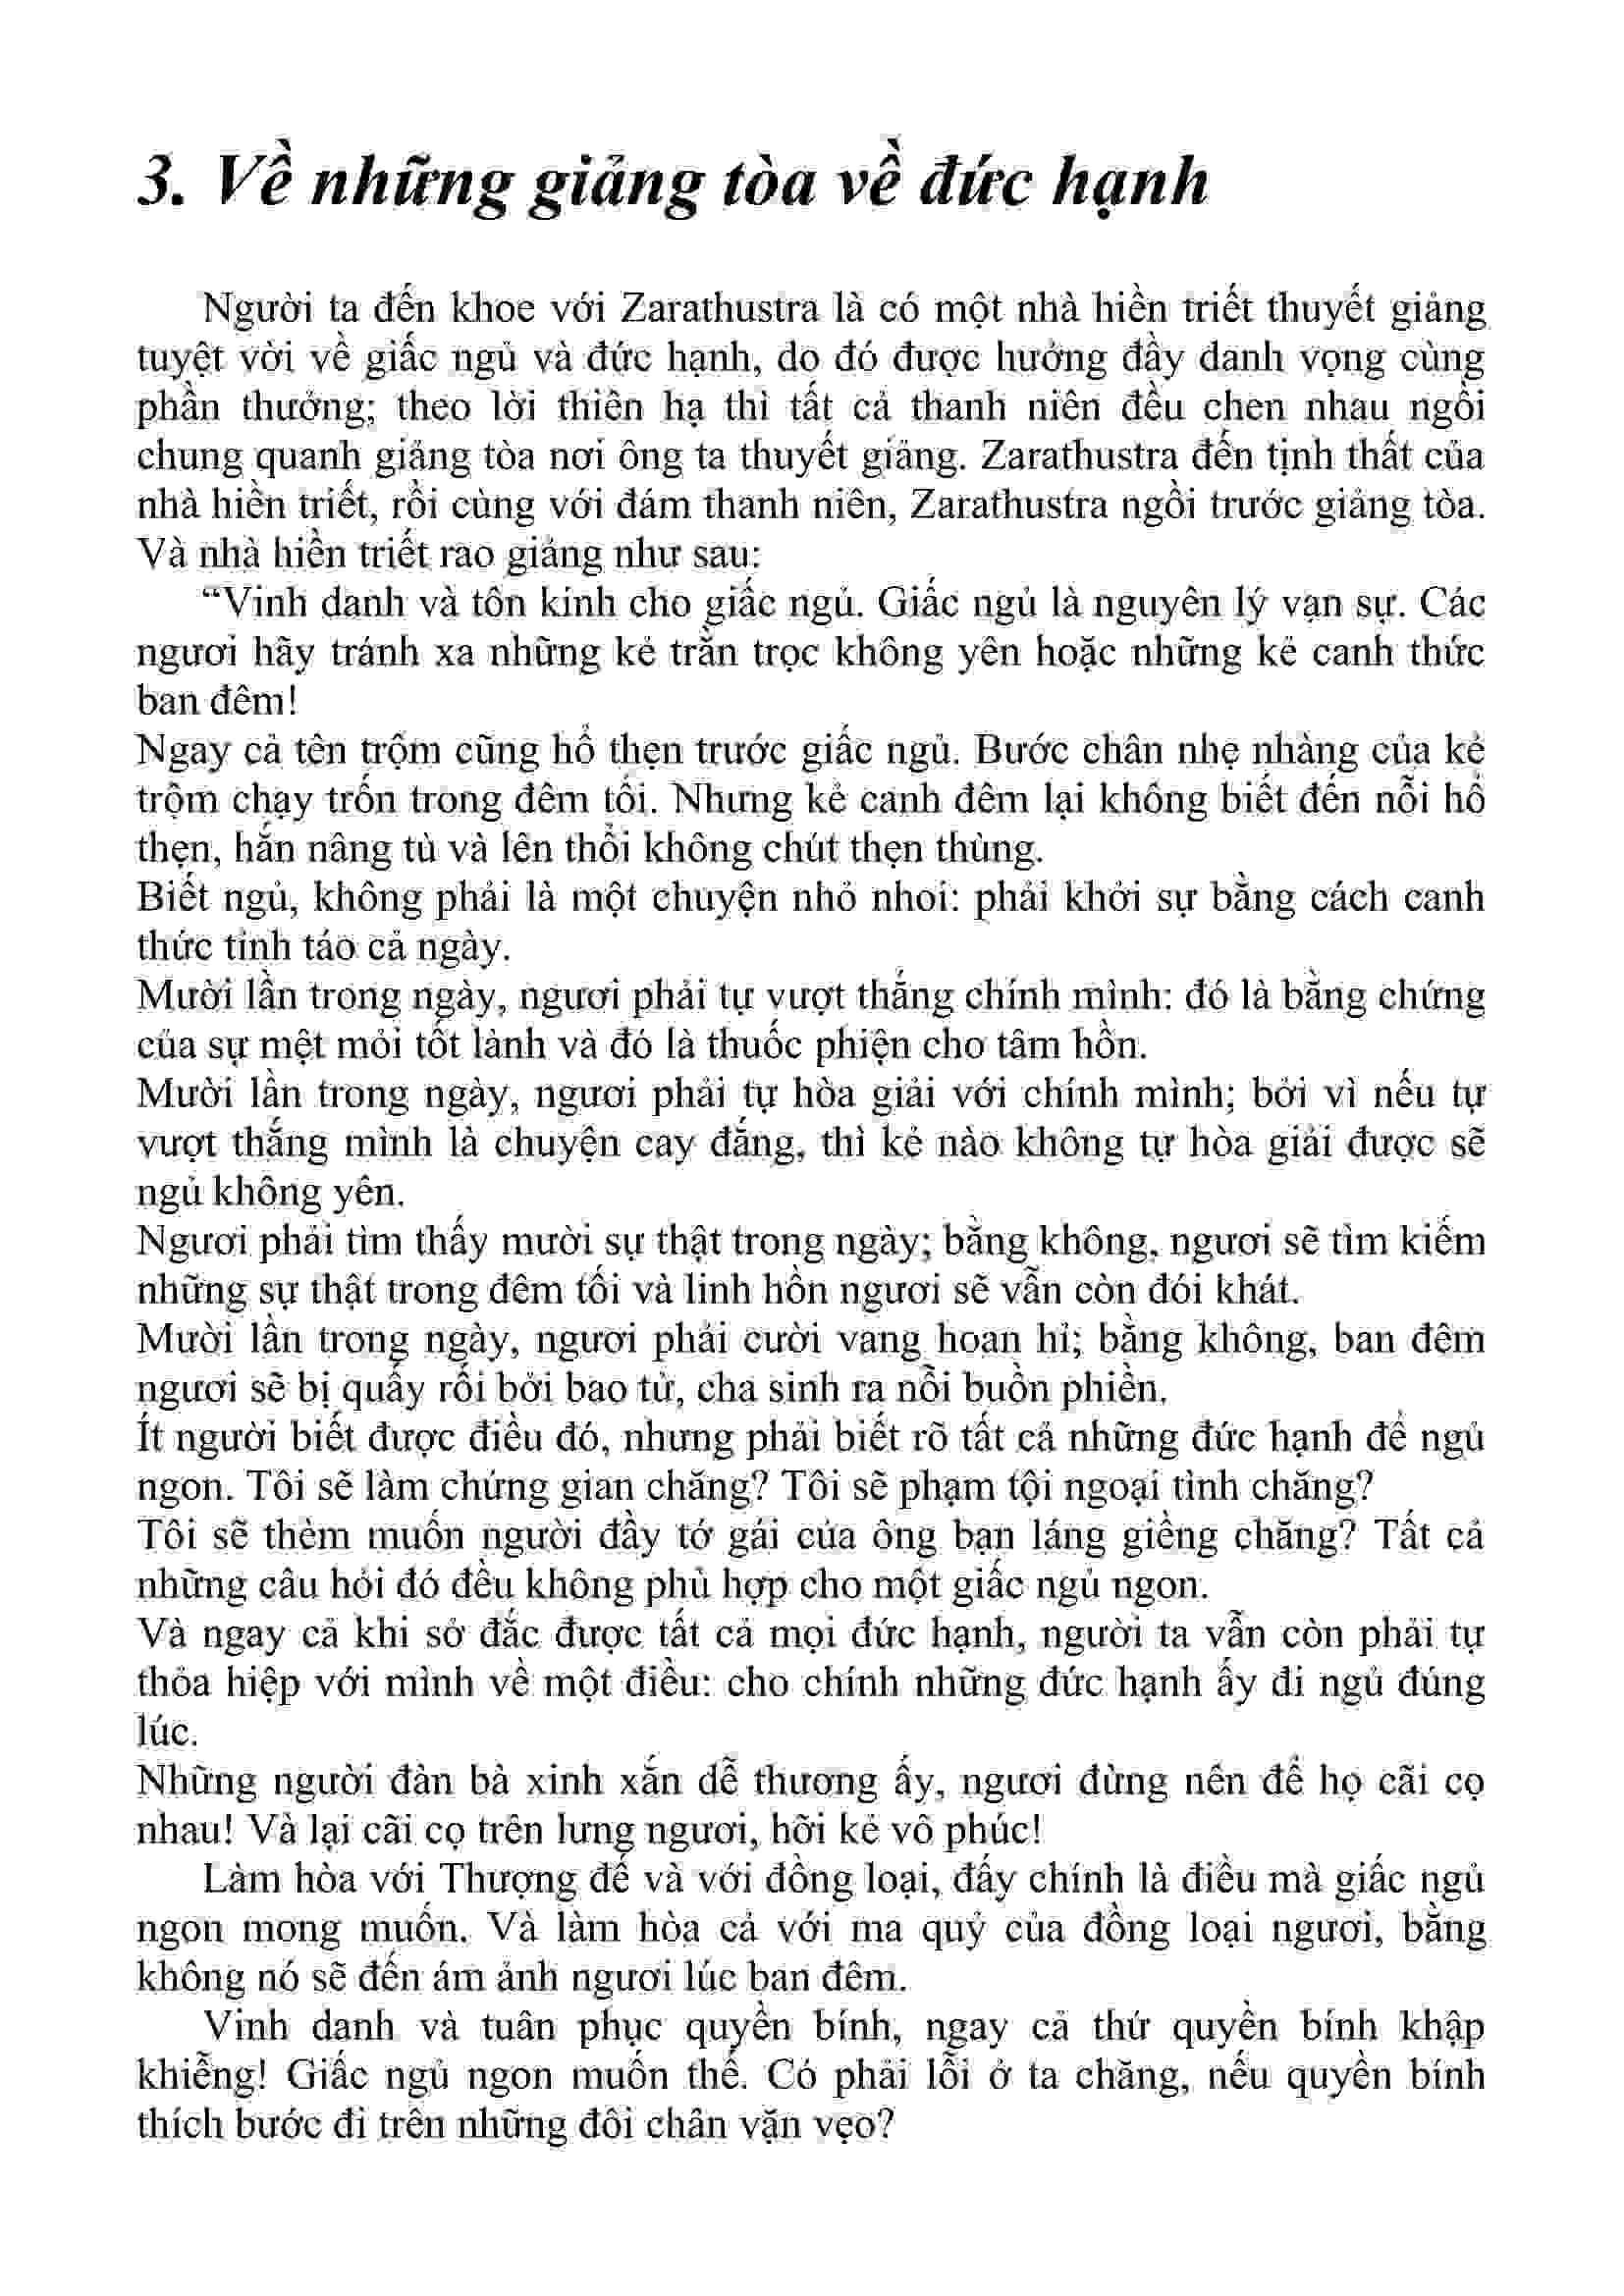 3. Về những giảng tòa về đức hạnh
Người ta đến khoe với Zarathustra là có một nhà hiền triết thuyết giảng
tuyệt vời về giấc ngủ và đức hạnh, do đó được hưởng đầy danh vọng cùng
phần thưởng; theo lời thiên hạ thì tất cả thanh niên đều chen nhau ngồi
chung quanh giảng tòa nơi ông ta thuyết giảng. Zarathustra đến tịnh thất của
nhà hiền triết, rồi cùng với đám thanh niên, Zarathustra ngồi trước giảng tòa.
Và nhà hiền triết rao giảng như sau:
“Vinh danh và tôn kính cho giấc ngủ. Giấc ngủ là nguyên lý vạn sự. Các
ngươi hãy tránh xa những kẻ trằn trọc không yên hoặc những kẻ canh thức
ban đêm!
Ngay cả tên trộm cũng hổ thẹn trước giấc ngủ. Bước chân nhẹ nhàng của kẻ
trộm chạy trốn trong đêm tối. Nhưng kẻ canh đêm lại không biết đến nỗi hổ
thẹn, hắn nâng tù và lên thổi không chút thẹn thùng.
Biết ngủ, không phải là một chuyện nhỏ nhoi: phải khởi sự bằng cách canh
thức tỉnh táo cả ngày.
Mười lần trong ngày, ngươi phải tự vượt thắng chính mình: đó là bằng chứng
của sự mệt mỏi tốt lành và đó là thuốc phiện cho tâm hồn.
Mười lần trong ngày, ngươi phải tự hòa giải với chính mình; bởi vì nếu tự
vượt thắng mình là chuyện cay đắng, thì kẻ nào không tự hòa giải được sẽ
ngủ không yên.
Ngươi phải tìm thấy mười sự thật trong ngày; bằng không, ngươi sẽ tìm kiếm
những sự thật trong đêm tối và linh hồn ngươi sẽ vẫn còn đói khát.
Mười lần trong ngày, ngươi phải cười vang hoan hỉ; bằng không, ban đêm
ngươi sẽ bị quấy rối bởi bao tử, cha sinh ra nỗi buồn phiền.
Ít người biết được điều đó, nhưng phải biết rõ tất cả những đức hạnh để ngủ
ngon. Tôi sẽ làm chứng gian chăng? Tôi sẽ phạm tội ngoại tình chăng?
Tôi sẽ thèm muốn người đầy tớ gái của ông bạn láng giềng chăng? Tất cả
những câu hỏi đó đều không phù hợp cho một giấc ngủ ngon.
Và ngay cả khi sở đắc được tất cả mọi đức hạnh, người ta vẫn còn phải tự
thỏa hiệp với mình về một điều: cho chính những đức hạnh ấy đi ngủ đúng
lúc.
Những người đàn bà xinh xắn dễ thương ấy, ngươi đừng nên để họ cãi cọ
nhau! Và lại cãi cọ trên lưng ngươi, hỡi kẻ vô phúc!
Làm hòa với Thượng đế và với đồng loại, đấy chính là điều mà giấc ngủ
ngon mong muốn. Và làm hòa cả với ma quỷ của đồng loại ngươi, bằng
không nó sẽ đến ám ảnh ngươi lúc ban đêm.
Vinh danh và tuân phục quyền bính, ngay cả thứ quyền bính khập
khiễng! Giấc ngủ ngon muốn thế. Có phải lỗi ở ta chăng, nếu quyền bính
thích bước đi trên những đôi chân vặn vẹo?